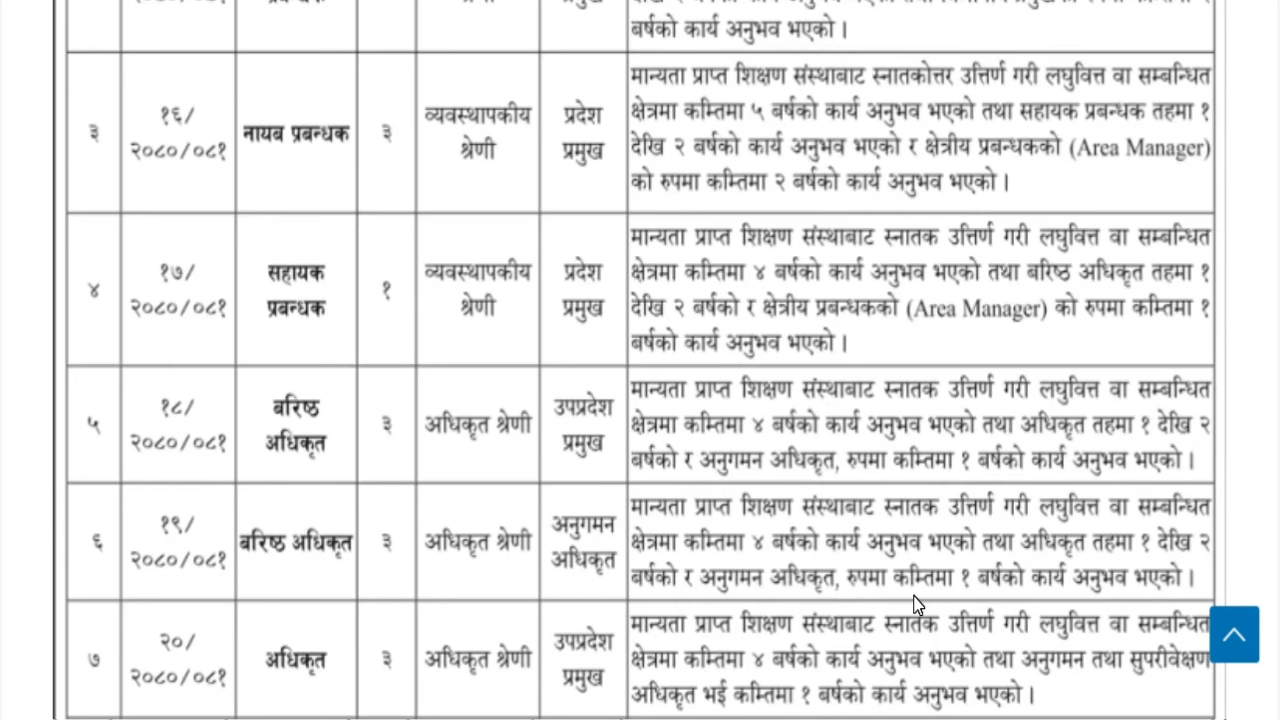 बर्षको कार्य अनुभव भएको ।
३
१६/
२०८०/०८१
नायब प्रबन्धक
३
व्यवस्थापकीय
श्रेणी
प्रदेश
प्रमुख
मान्यता प्राप्त शिक्षण संस्थाबाट स्नातकोत्तर उत्तिर्ण गरी लघुवित्त वा सम्बन्धित
क्षेत्रमा कम्तिमा ५ बर्षको कार्य अनुभव भएको तथा सहायक प्रबन्धक तहमा १
देखि २ बर्षको कार्य अनुभव भएको र क्षेत्रीय प्रबन्धकको (Area Manager)
को रुपमा कम्तिमा २ बर्षको कार्य अनुभव भएको ।
४
१७/
२०८०/०८१
सहायक
प्रबन्धक
१
व्यवस्थापकीय
श्रेणी
प्रदेश
प्रमुख
मान्यता प्राप्त शिक्षण संस्थाबाट स्नातक उत्तिर्ण गरी लघुवित्त वा सम्बन्धित
क्षेत्रमा कम्तिमा ४ बर्षको कार्य अनुभव भएको तथा बरिष्ठ अधिकृत तहमा १
देखि २ बर्षको र क्षेत्रीय प्रबन्धकको (Area Manager) को रुपमा कम्तिमा १
बर्षको कार्य अनुभव भएको ।
५
१८/
२०८०/०८१
बरिष्ठ
अधिकृत
३
अधिकृत श्रेणी
उपप्रदेश
प्रमुख
मान्यता प्राप्त शिक्षण संस्थाबाट स्नातक उत्तिर्ण गरी लघुवित्त वा सम्बन्धित
क्षेत्रमा कम्तिमा ४ बर्षको कार्य अनुभव भएको तथा अधिकृत तहमा १ देखि २
बर्षको र अनुगमन अधिकृत, रुपमा कम्तिमा १ बर्षको कार्य अनुभव भएको ।
६
१९/
२०८०/०८१
बरिष्ठ अधिकृत
३
अधिकृत श्रेणी
अनुगमन
अधिकृत
मान्यता प्राप्त शिक्षण संस्थाबाट स्नातक उत्तिर्ण गरी लघुवित्त वा सम्बन्धित
क्षेत्रमा कम्तिमा ४ बर्षको कार्य अनुभव भएको तथा अधिकृत तहमा १ देखि २
बर्षको र अनुगमन अधिकृत, रुपमा कम्तिमा १ बर्षको कार्य अनुभव भएको ।
७
२०/
२०८०/०८१
अधिकृत
३
अधिकृत श्रेणी
उपप्रदेश
प्रमुख
मान्यता प्राप्त शिक्षण संस्थाबाट स्नातक उत्तिर्ण गरी लघुवित्त वा सम्बन्धित
क्षेत्रमा कम्तिमा ४ बर्षको कार्य अनुभव भएको तथा अनुगमन तथा सुपरीवेक्षण
अधिकृत भई कम्तिमा १ बर्षको कार्य अनुभव भएको ।